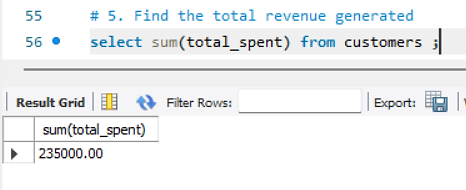 55 # 5. Find the total revenue generated
56 select sum(total_spent) from customers ;
Result Grid Filter Rows: Export:
sum(total_spent)
235000.00